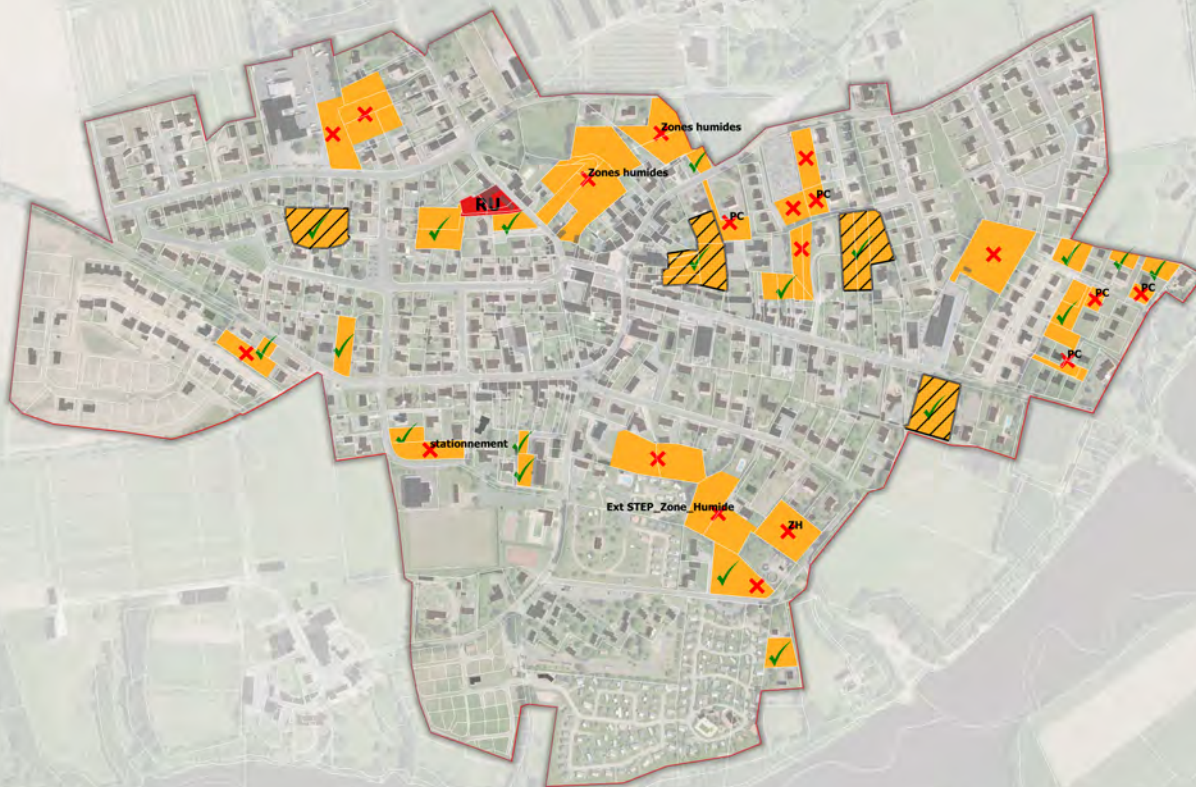 Zones humides
Zones humides
PC
RU
PC
PC
PC
PC
stationnement
Ext STEP_Zone_Humide
ZH